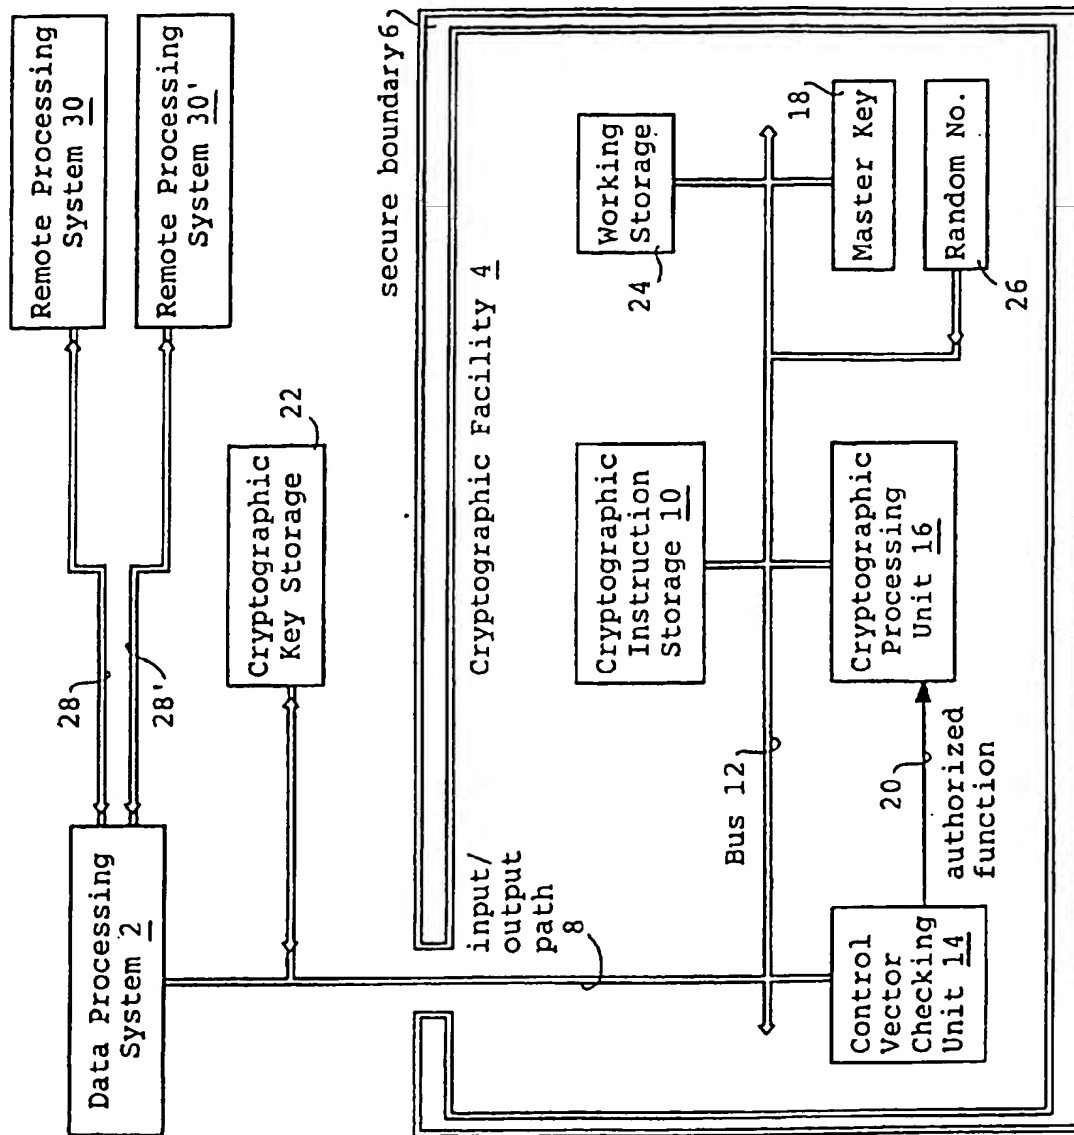 Remote Processing
System 30
Remote Processing
System 30'
28
28'
Data Processing
System 2
22
Cryptographic
Key Storage
secure boundary 6
input/
output
path
8
Cryptographic Facility 4
Cryptographic
Instruction
Storage 10
Working
Storage
24
Bus 12
Control
Vector
Checking
Unit 14
20
authorized
function
Cryptographic
Processing
Unit 16
18
Master Key
Random No.
26